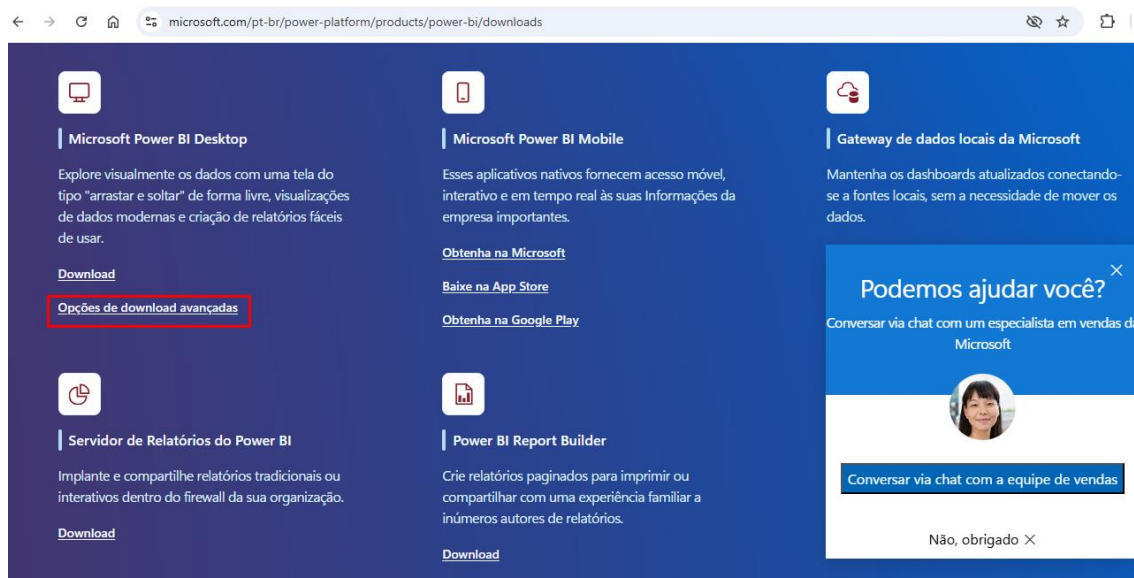 microsoft.com/pt-br/power-platform/products/power-bi/downloads
Microsoft Power BI Desktop
Explore visualmente os dados com uma tela do
tipo "arrastar e soltar" de forma livre, visualizações
de dados modernas e criação de relatórios fáceis
de usar.
Download
Opções de download avançadas
Microsoft Power BI Mobile
Esses aplicativos nativos fornecem acesso móvel,
interativo e em tempo real às suas Informações da
empresa importantes.
Obtenha na Microsoft
Baixe na App Store
Obtenha na Google Play
Gateway de dados locais da Microsoft
Mantenha os dashboards atualizados conectando-
se a fontes locais, sem a necessidade de mover os
dados.
Servidor de Relatórios do Power BI
Implante e compartilhe relatórios tradicionais ou
interativos dentro do firewall da sua organização.
Download
Power BI Report Builder
Crie relatórios paginados para imprimir ou
compartilhar com uma experiência familiar a
inúmeros autores de relatórios.
Download
Podemos ajudar você?
Conversar via chat com um especialista em vendas
Microsoft
Conversar via chat com a equipe de vendas
Não, obrigado